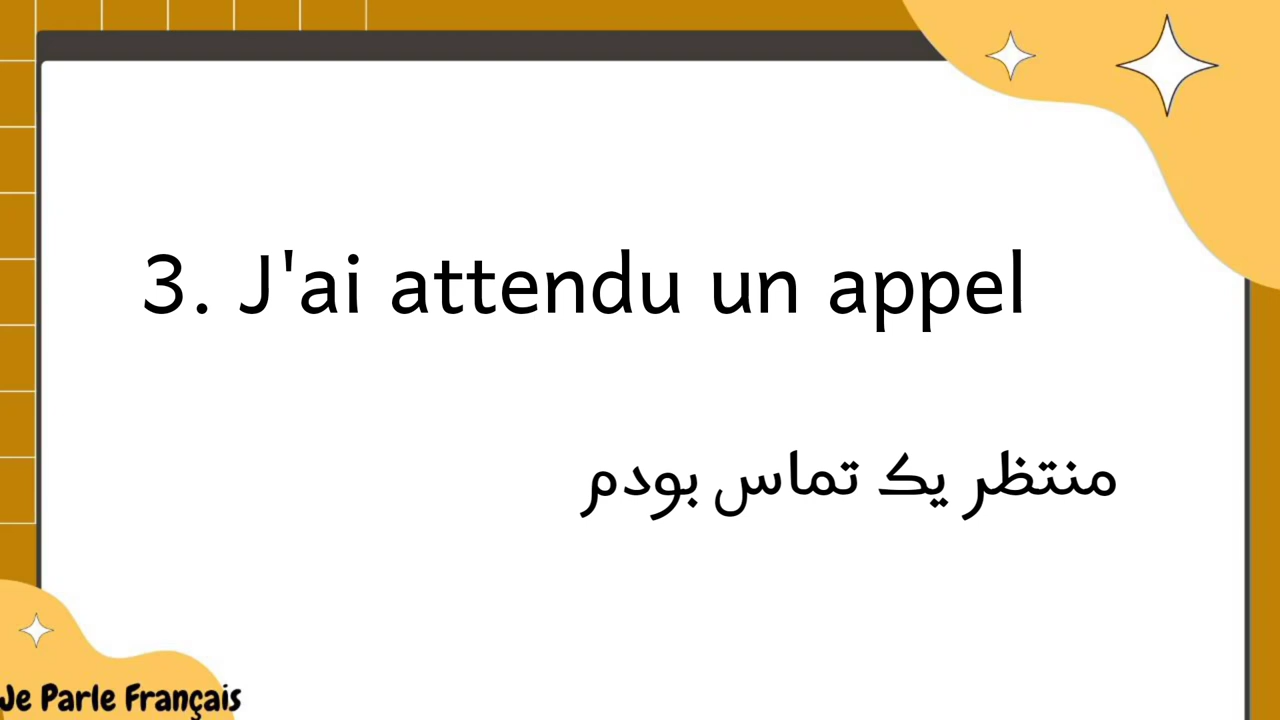 3. J'ai attendu un appel
منتظر یک تماس بودم
Je Parle Français